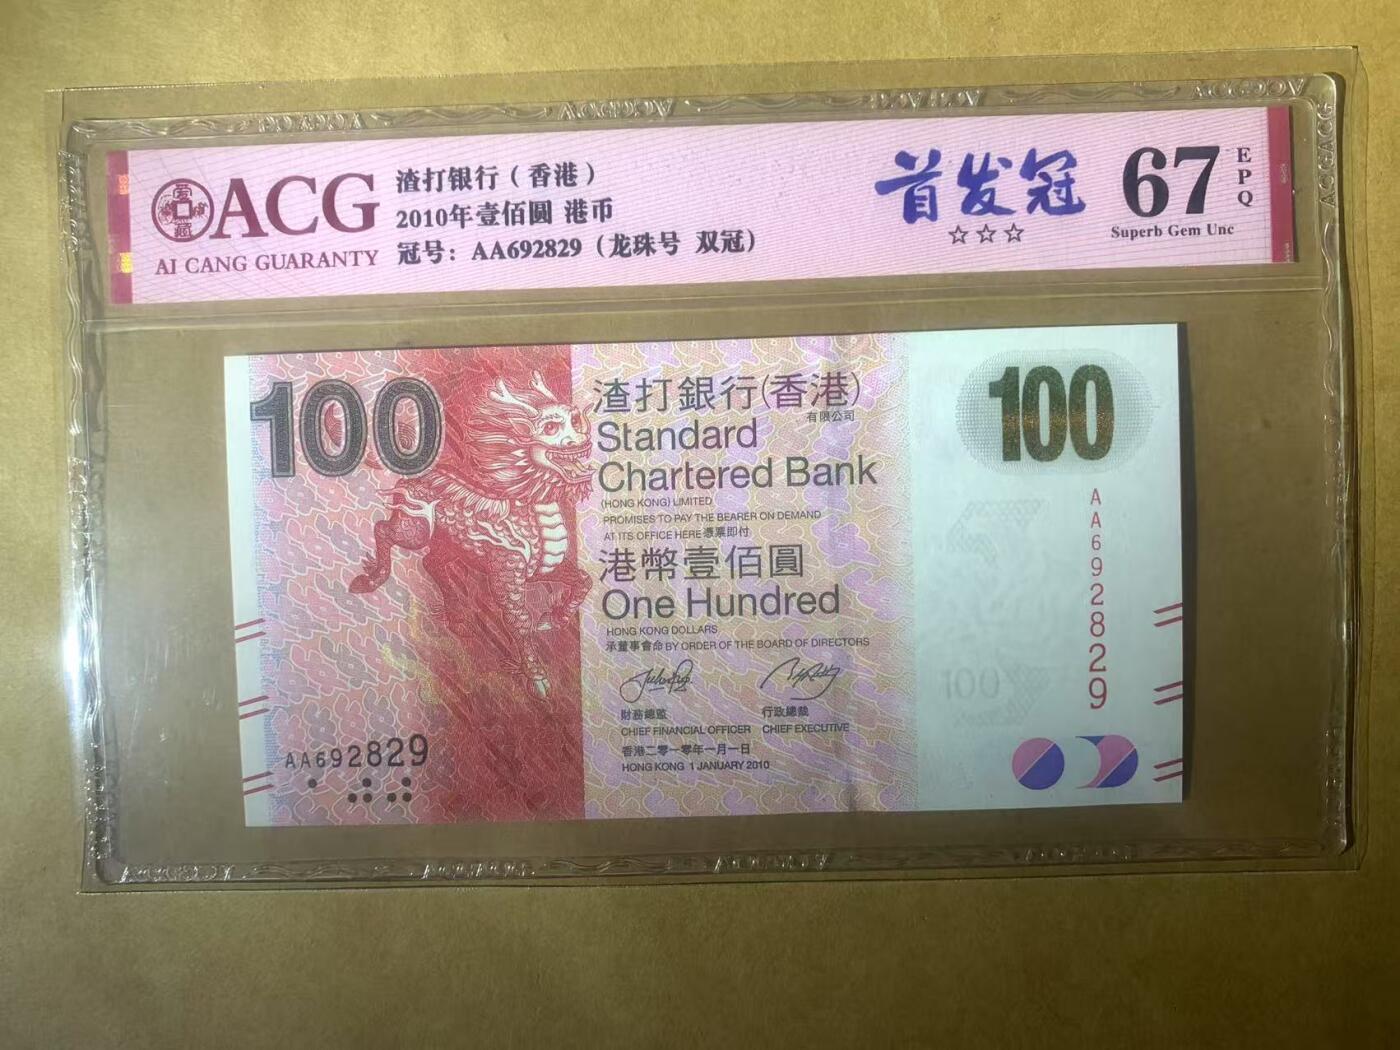 ACG
AI CANG GUARANTY
渣打银行（香港）
2010年壹佰圆 港币
冠号：AA692829（龙珠号 双冠）
首发冠
☆☆☆
67
EPQ
Superb Gem Unc
100
渣打銀行(香港)
有限公司
Standard
Chartered Bank
(HONG KONG) LIMITED
PROMISES TO PAY THE BEARER ON DEMAND
AT ITS OFFICE HERE 憑票即付
港幣壹佰圓
One Hundred
HONG KONG DOLLARS
承董事會命 BY ORDER OF THE BOARD OF DIRECTORS
財務總監
CHIEF FINANCIAL OFFICER
行政總裁
CHIEF EXECUTIVE
香港二零一零年一月一日
HONG KONG 1 JANUARY 2010
AA692829
100
AA692829